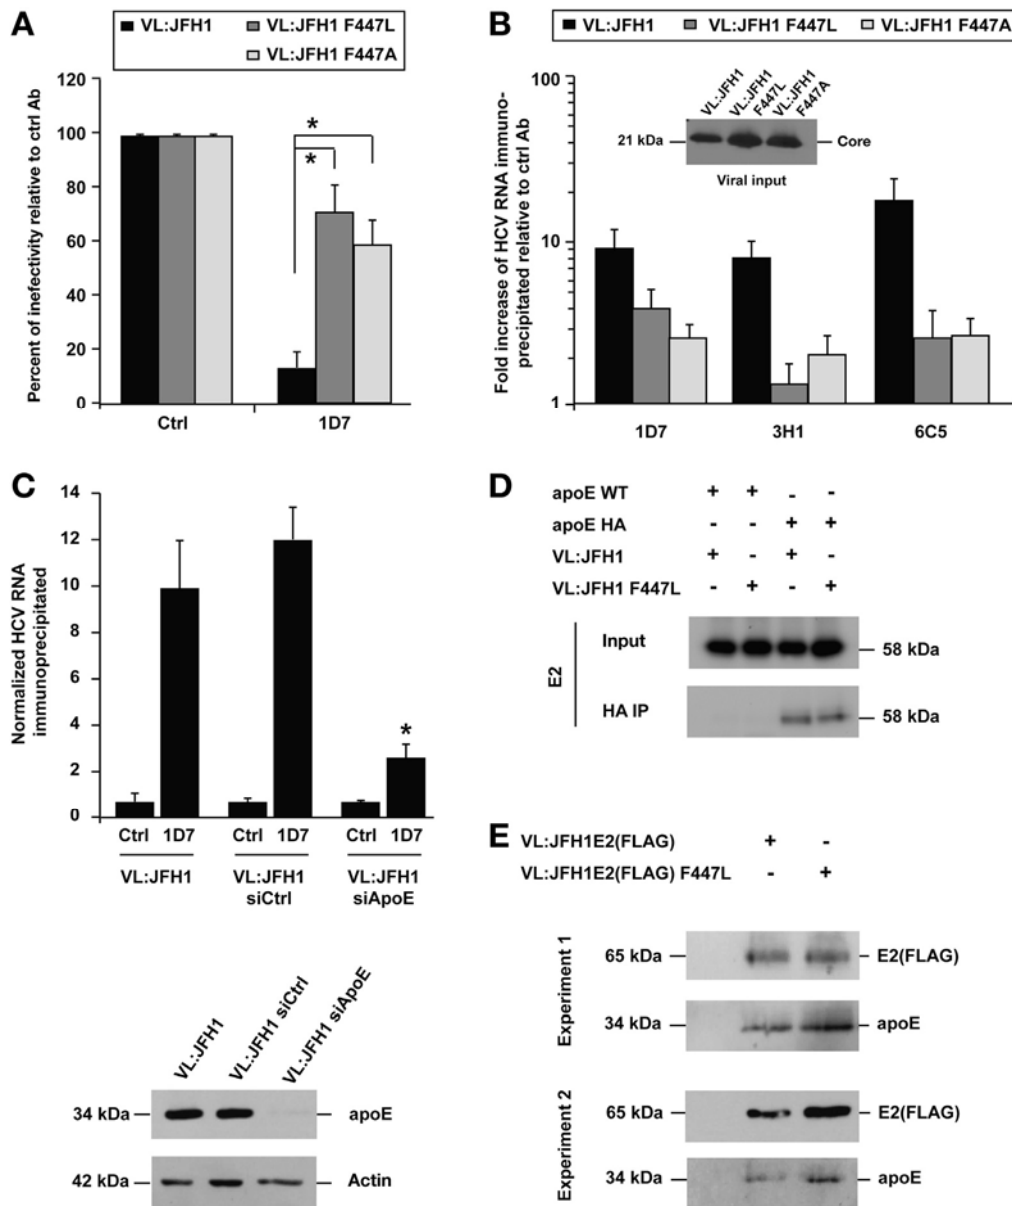 A
VL:JFH1 VL:JFH1 F447L
VL:JFH1 F447A
Percent of inefectivity relative to ctrl Ab
120
100
80
60
40
20
0
*
*
Ctrl 1D7
B
VL:JFH1 VL:JFH1 F447L VL:JFH1 F447A
Fold increase of HCV RNA immuno-
precipitated relative to ctrl Ab
100
10
1
VL:JFH1
VL:JFH1
F447L
VL:JFH1
F447A
21 kDa Core
Viral input
1D7 3H1 6C5
C
Normalized HCV RNA
immunoprecipitated
14
12
10
8
6
4
2
0
*
Ctrl 1D7 Ctrl 1D7 Ctrl 1D7
VL:JFH1 VL:JFH1 VL:JFH1
siCtrl siApoE
VL:JFH1
VL:JFH1 siCtrl
VL:JFH1 siApoE
34 kDa apoE
42 kDa Actin
D
apoE WT + + - -
apoE HA - - + +
VL:JFH1 + - + -
VL:JFH1 F447L - + - +
E2
Input 58 kDa
HA IP 58 kDa
E
VL:JFH1E2(FLAG) + -
VL:JFH1E2(FLAG) F447L - +
Experiment 1
65 kDa E2(FLAG)
34 kDa apoE
Experiment 2
65 kDa E2(FLAG)
34 kDa apoE